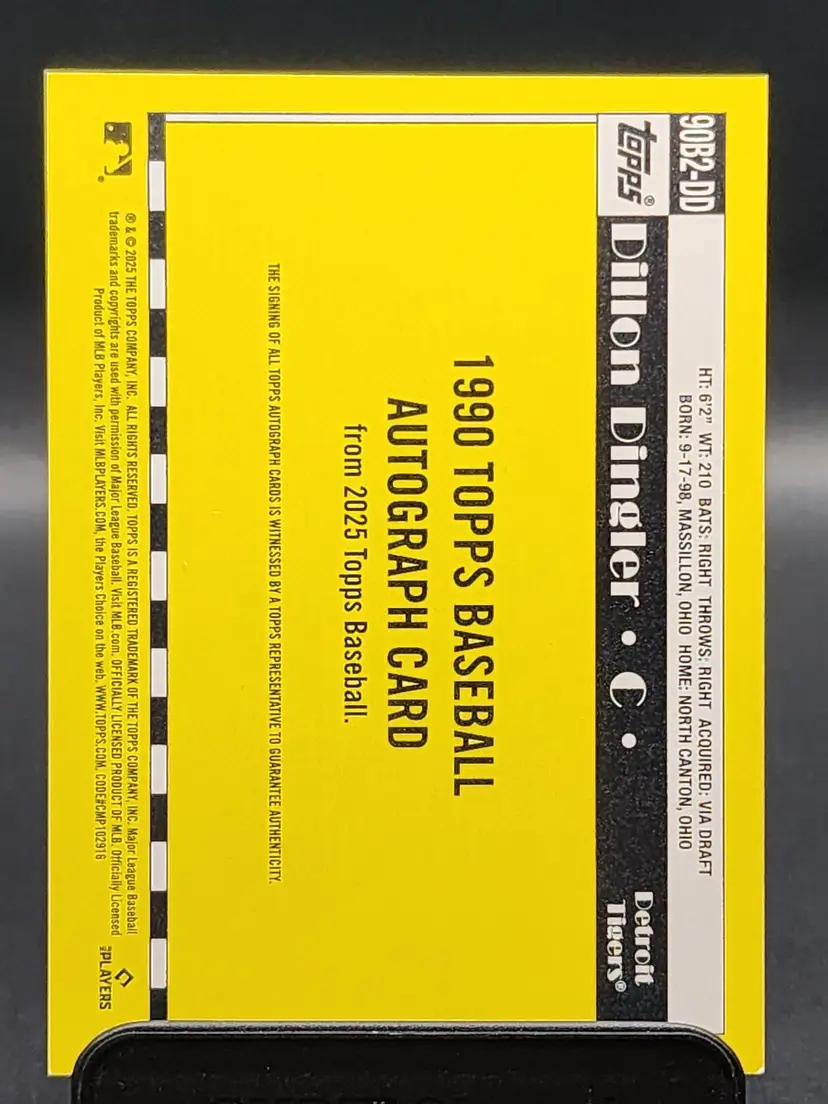 90B2-DD
HT: 6'2" WT: 210 BATS: RIGHT THROWS: RIGHT ACQUIRED: VIA DRAFT
BORN: 9-17-98, MASSILLON, OHIO HOME: NORTH CANTON, OHIO
Topps®
Dillon Dingler • C •
Detroit
Tigers®
1990 TOPPS BASEBALL
AUTOGRAPH CARD
from 2025 Topps Baseball.
THE SIGNING OF ALL TOPPS AUTOGRAPH CARDS IS WITNESSED BY A TOPPS REPRESENTATIVE TO GUARANTEE AUTHENTICITY.
® & © 2025 THE TOPPS COMPANY, INC. ALL RIGHTS RESERVED. TOPPS IS A REGISTERED TRADEMARK OF THE TOPPS COMPANY, INC. Major League Baseball
trademarks and copyrights are used with permission of Major League Baseball. Visit MLB.com. OFFICIALLY LICENSED PRODUCT OF MLB. Officially Licensed
Product of MLB Players, Inc. Visit MLBPLAYERS.COM, the Players Choice on the web. WWW.TOPPS.COM. CODE#CMP102916
MLB PLAYERS